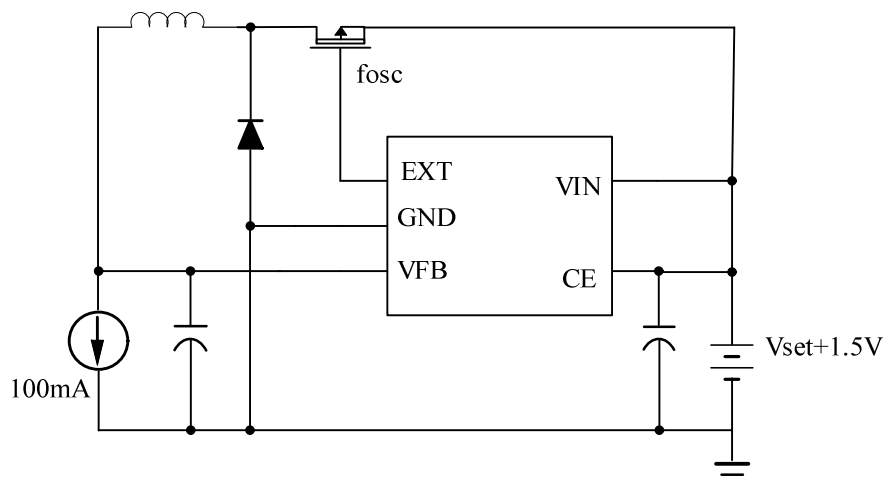 fosc
EXT
VIN
GND
VFB
CE
Vset+1.5V
100mA